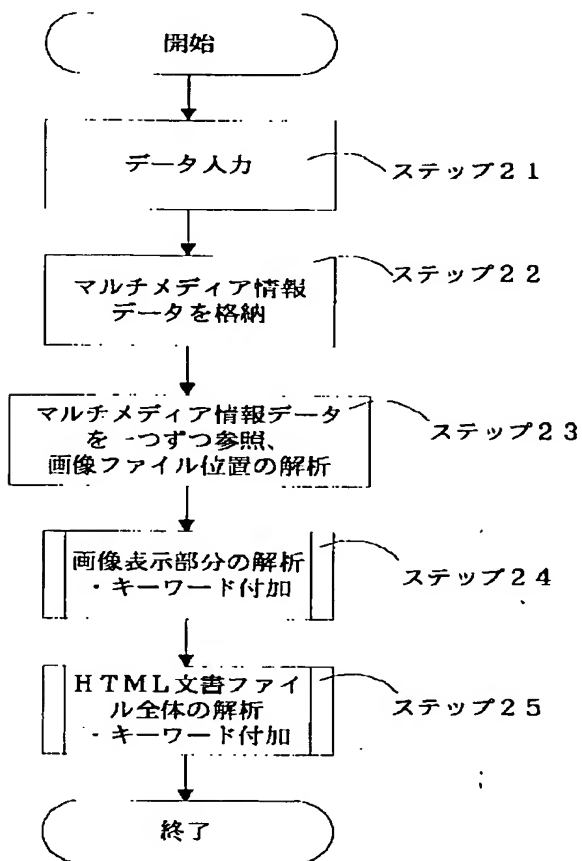 開始
データ入力
ステップ21
マルチメディア情報
データを格納
ステップ22
マルチメディア情報データ
を一つずつ参照、
画像ファイル位置の解析
ステップ23
画像表示部分の解析
・キーワード付加
ステップ24
HTML文書ファイ
ル全体の解析
・キーワード付加
ステップ25
終了